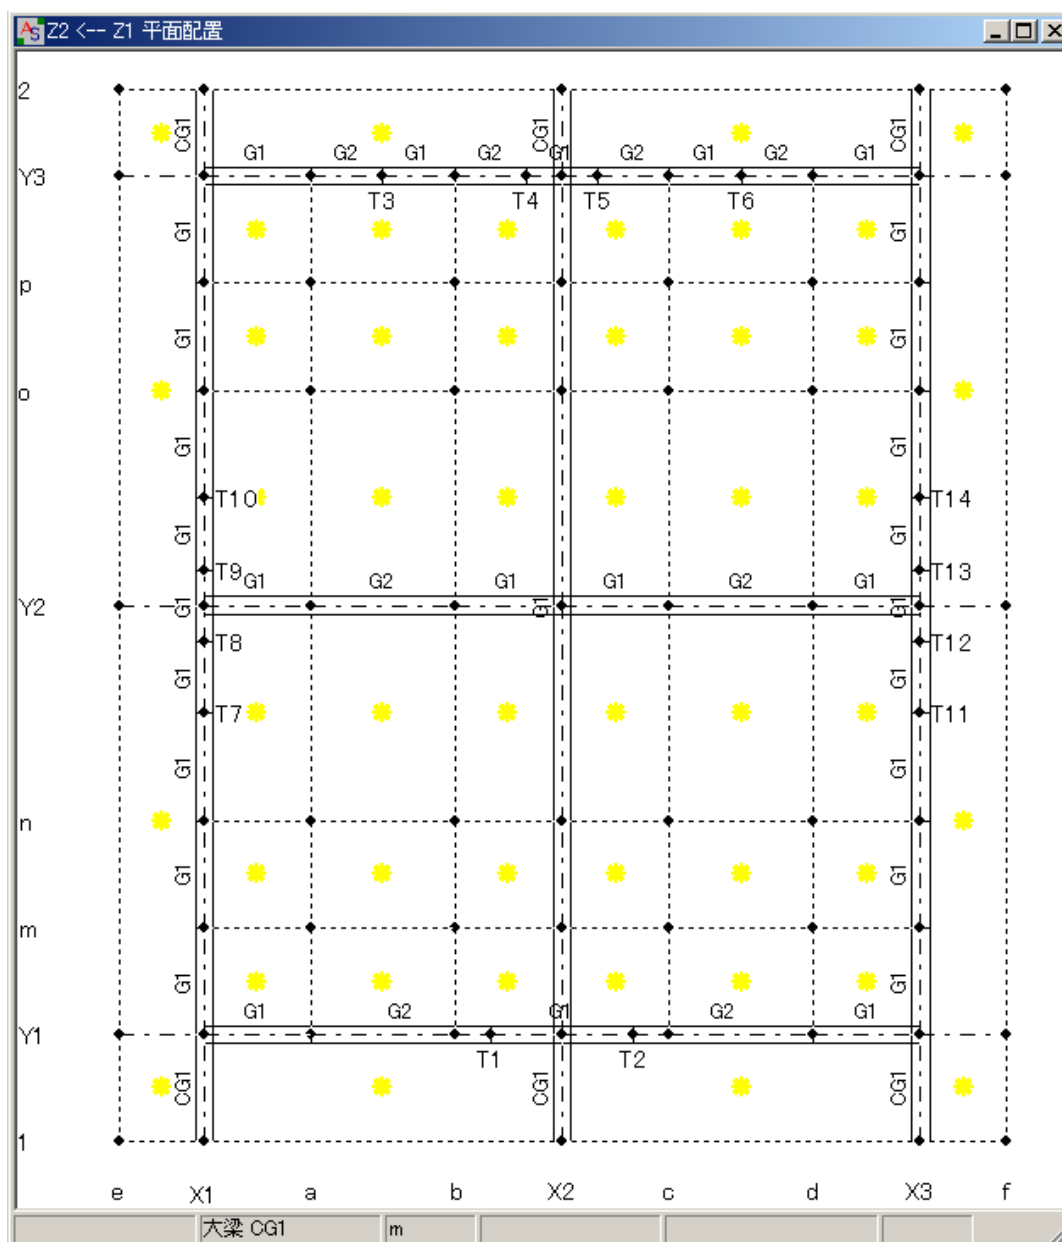 AS Z2 <-- Z1 平面配置
2
CG1 CG1 CG1
G1 G2 G1 G2 G1 G2 G1 G2 G1
Y3
T3 T4 T5 T6
G1 G1
p
G1 G1
o
G1 G1
T10 T14
G1 G1
T9 T13
G1 G2 G1 G1 G2 G1
Y2 G1 G1 G1
T8 T12
G1 G1
T7 T11
G1 G1
n
G1 G1
m
G1 G1
G1 G2 G1 G2 G1
Y1
T1 T2
CG1 CG1 CG1
1
e X1 a b X2 c d X3 f
大梁 CG1 m